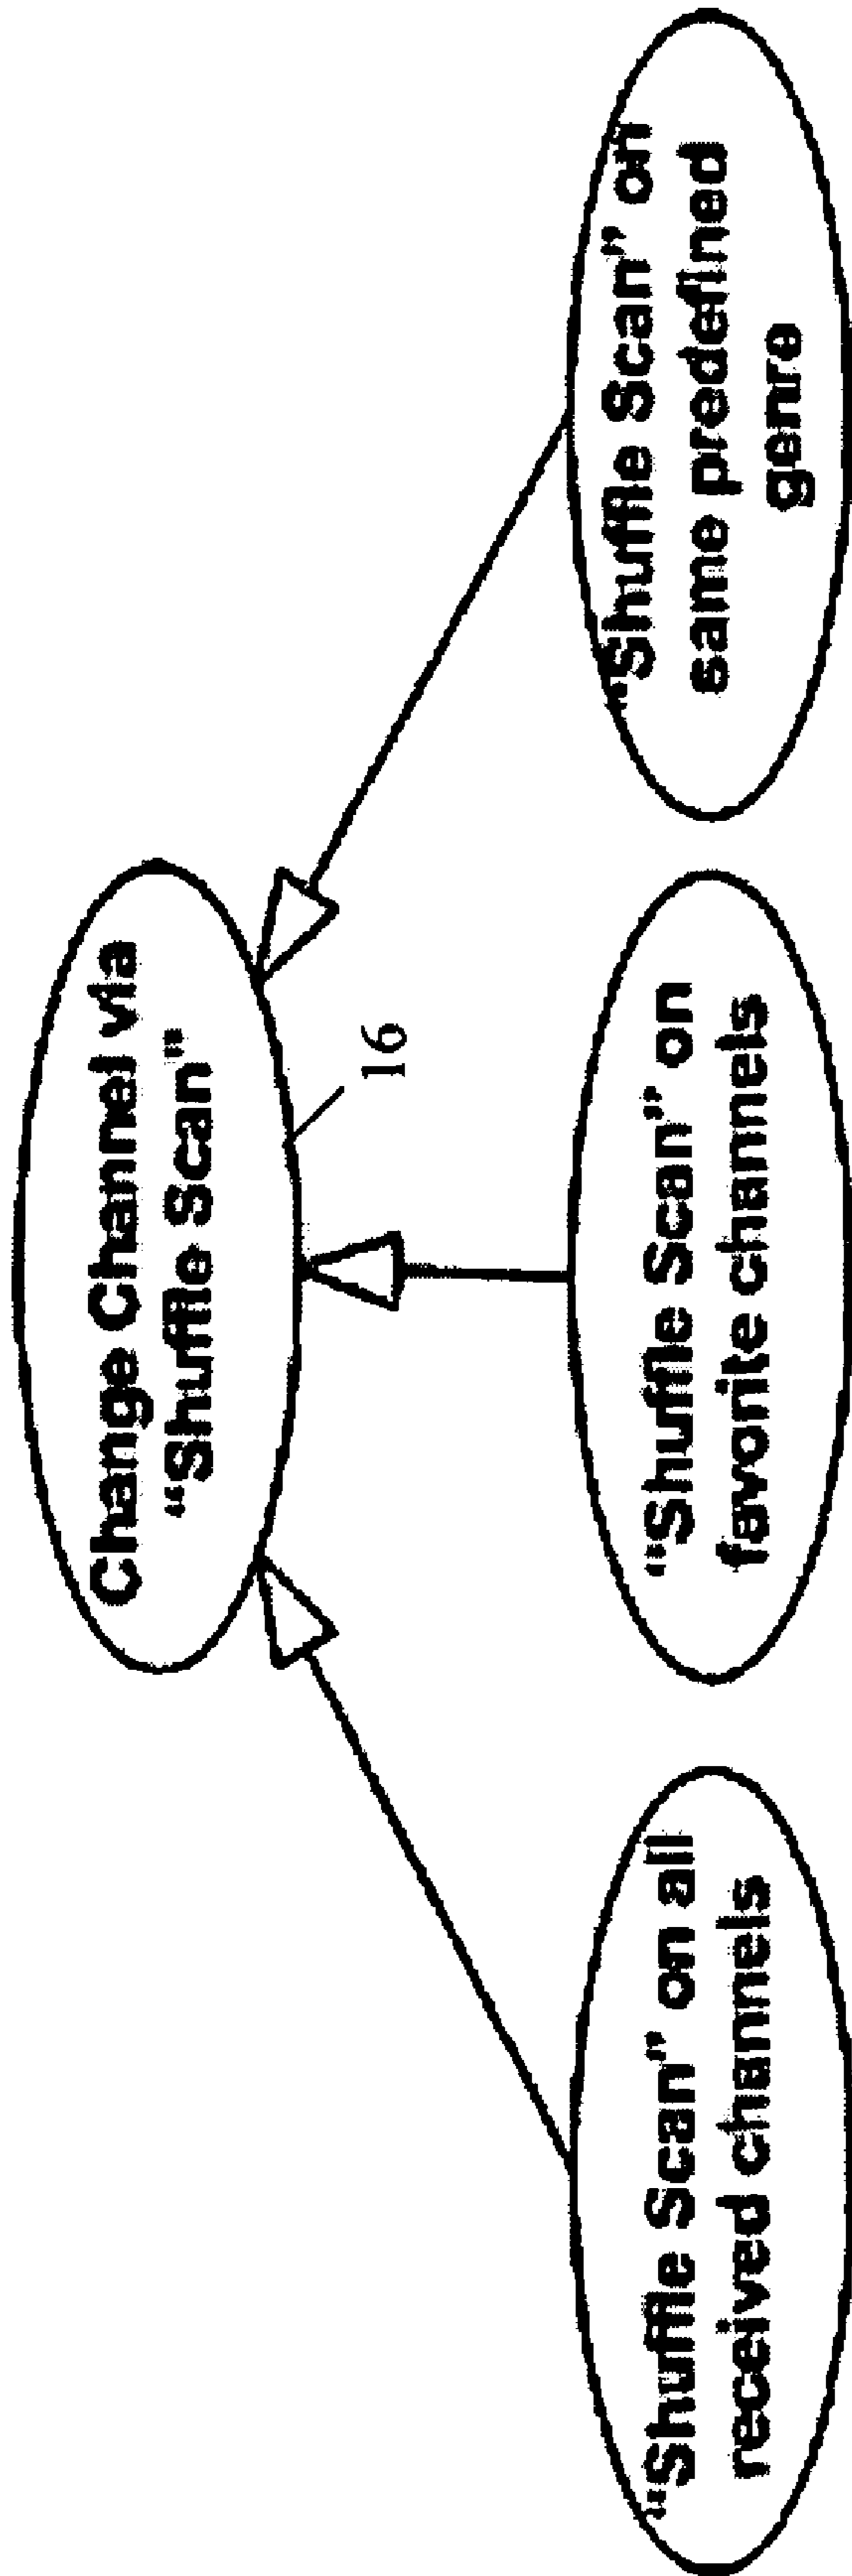 Change Channel via
“Shuffle Scan”
16
“Shuffle Scan” on all
received channels
“Shuffle Scan” on
favorite channels
“Shuffle Scan” on
same predefined
genre